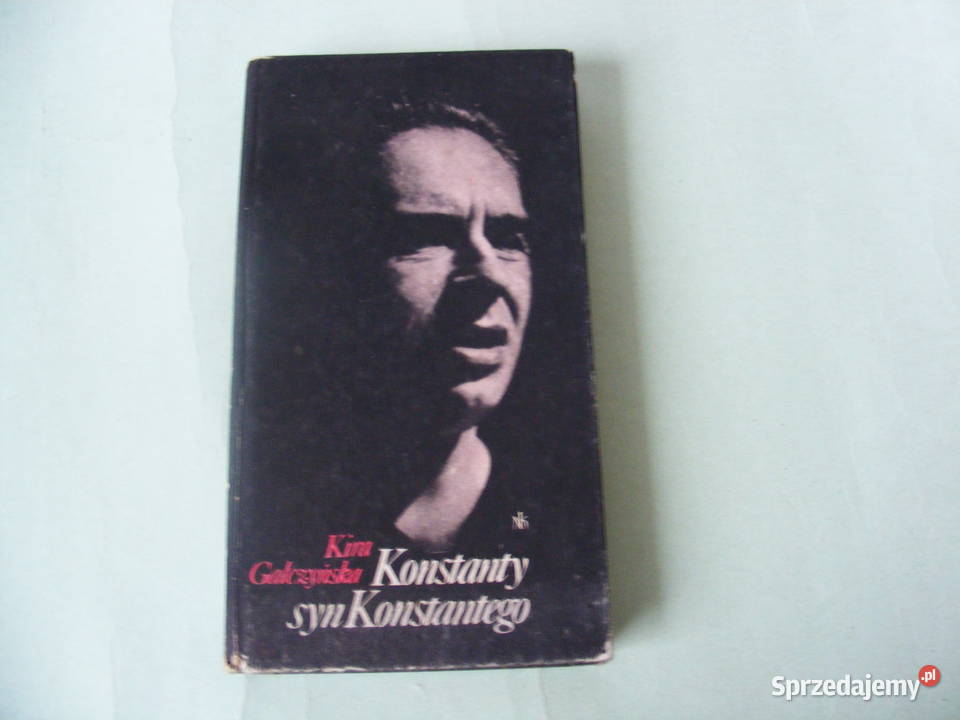 Kira
Gałczyńska Konstanty
syn Konstantego
Sprzedajemy.pl